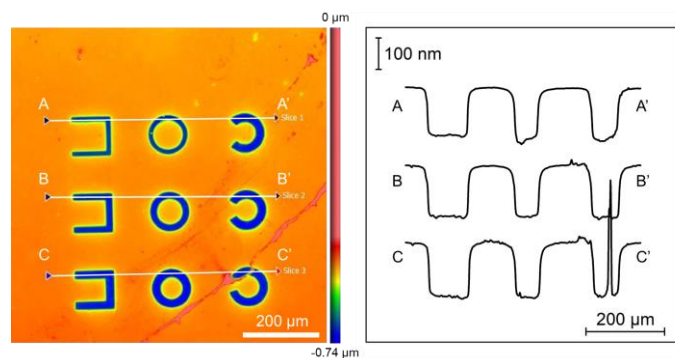 0 µm
A A'
Slice 1
B B'
Slice 2
C C'
Slice 3
200 µm
-0.74 µm
100 nm
A A'
B B'
C C'
200 µm